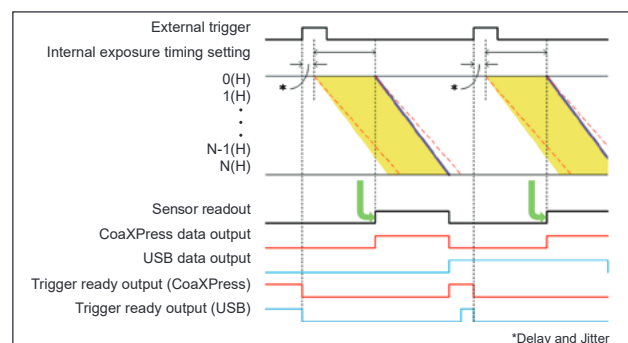 External trigger
Internal exposure timing setting
*
*
0(H)
1(H)
•
•
•
N-1(H)
N(H)
Sensor readout
CoaXPress data output
USB data output
Trigger ready output (CoaXPress)
Trigger ready output (USB)
*Delay and Jitter